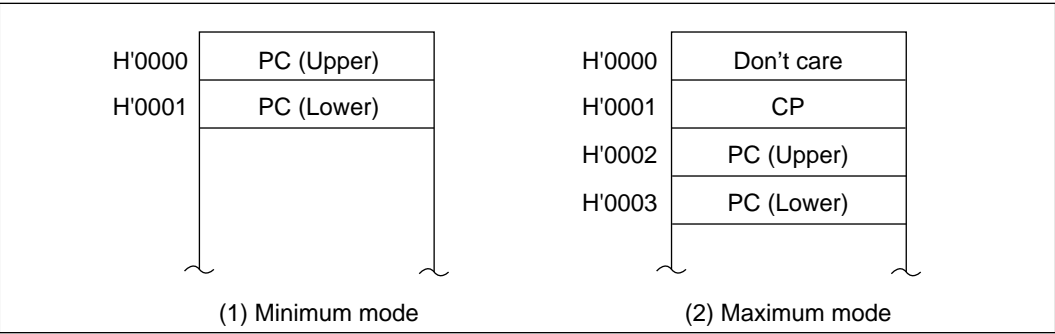 H'0000 PC (Upper)
H'0001 PC (Lower)
(1) Minimum mode
H'0000 Don't care
H'0001 CP
H'0002 PC (Upper)
H'0003 PC (Lower)
(2) Maximum mode